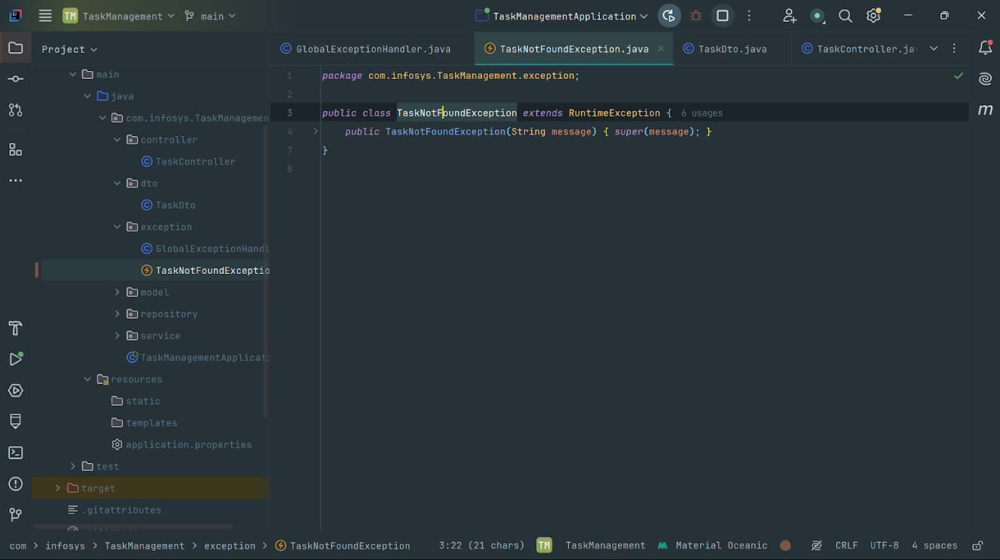 TM TaskManagement main TaskManagementApplication
Project
GlobalExceptionHandler.java TaskNotFoundException.java TaskDto.java TaskController.ja
main
java
com.infosys.TaskManagemen
controller
TaskController
dto
TaskDto
exception
GlobalExceptionHandl
TaskNotFoundExceptio
model
repository
service
TaskManagementApplicat
resources
static
templates
application.properties
test
target
.gitattributes
1 package com.infosys.TaskManagement.exception;
2
3 public class TaskNotFoundException extends RuntimeException { 6 usages
4 public TaskNotFoundException(String message) { super(message); }
7 }
8
m
com > infosys > TaskManagement > exception > TaskNotFoundException 3:22 (21 chars) TM TaskManagement Material Oceanic CRLF UTF-8 4 spaces